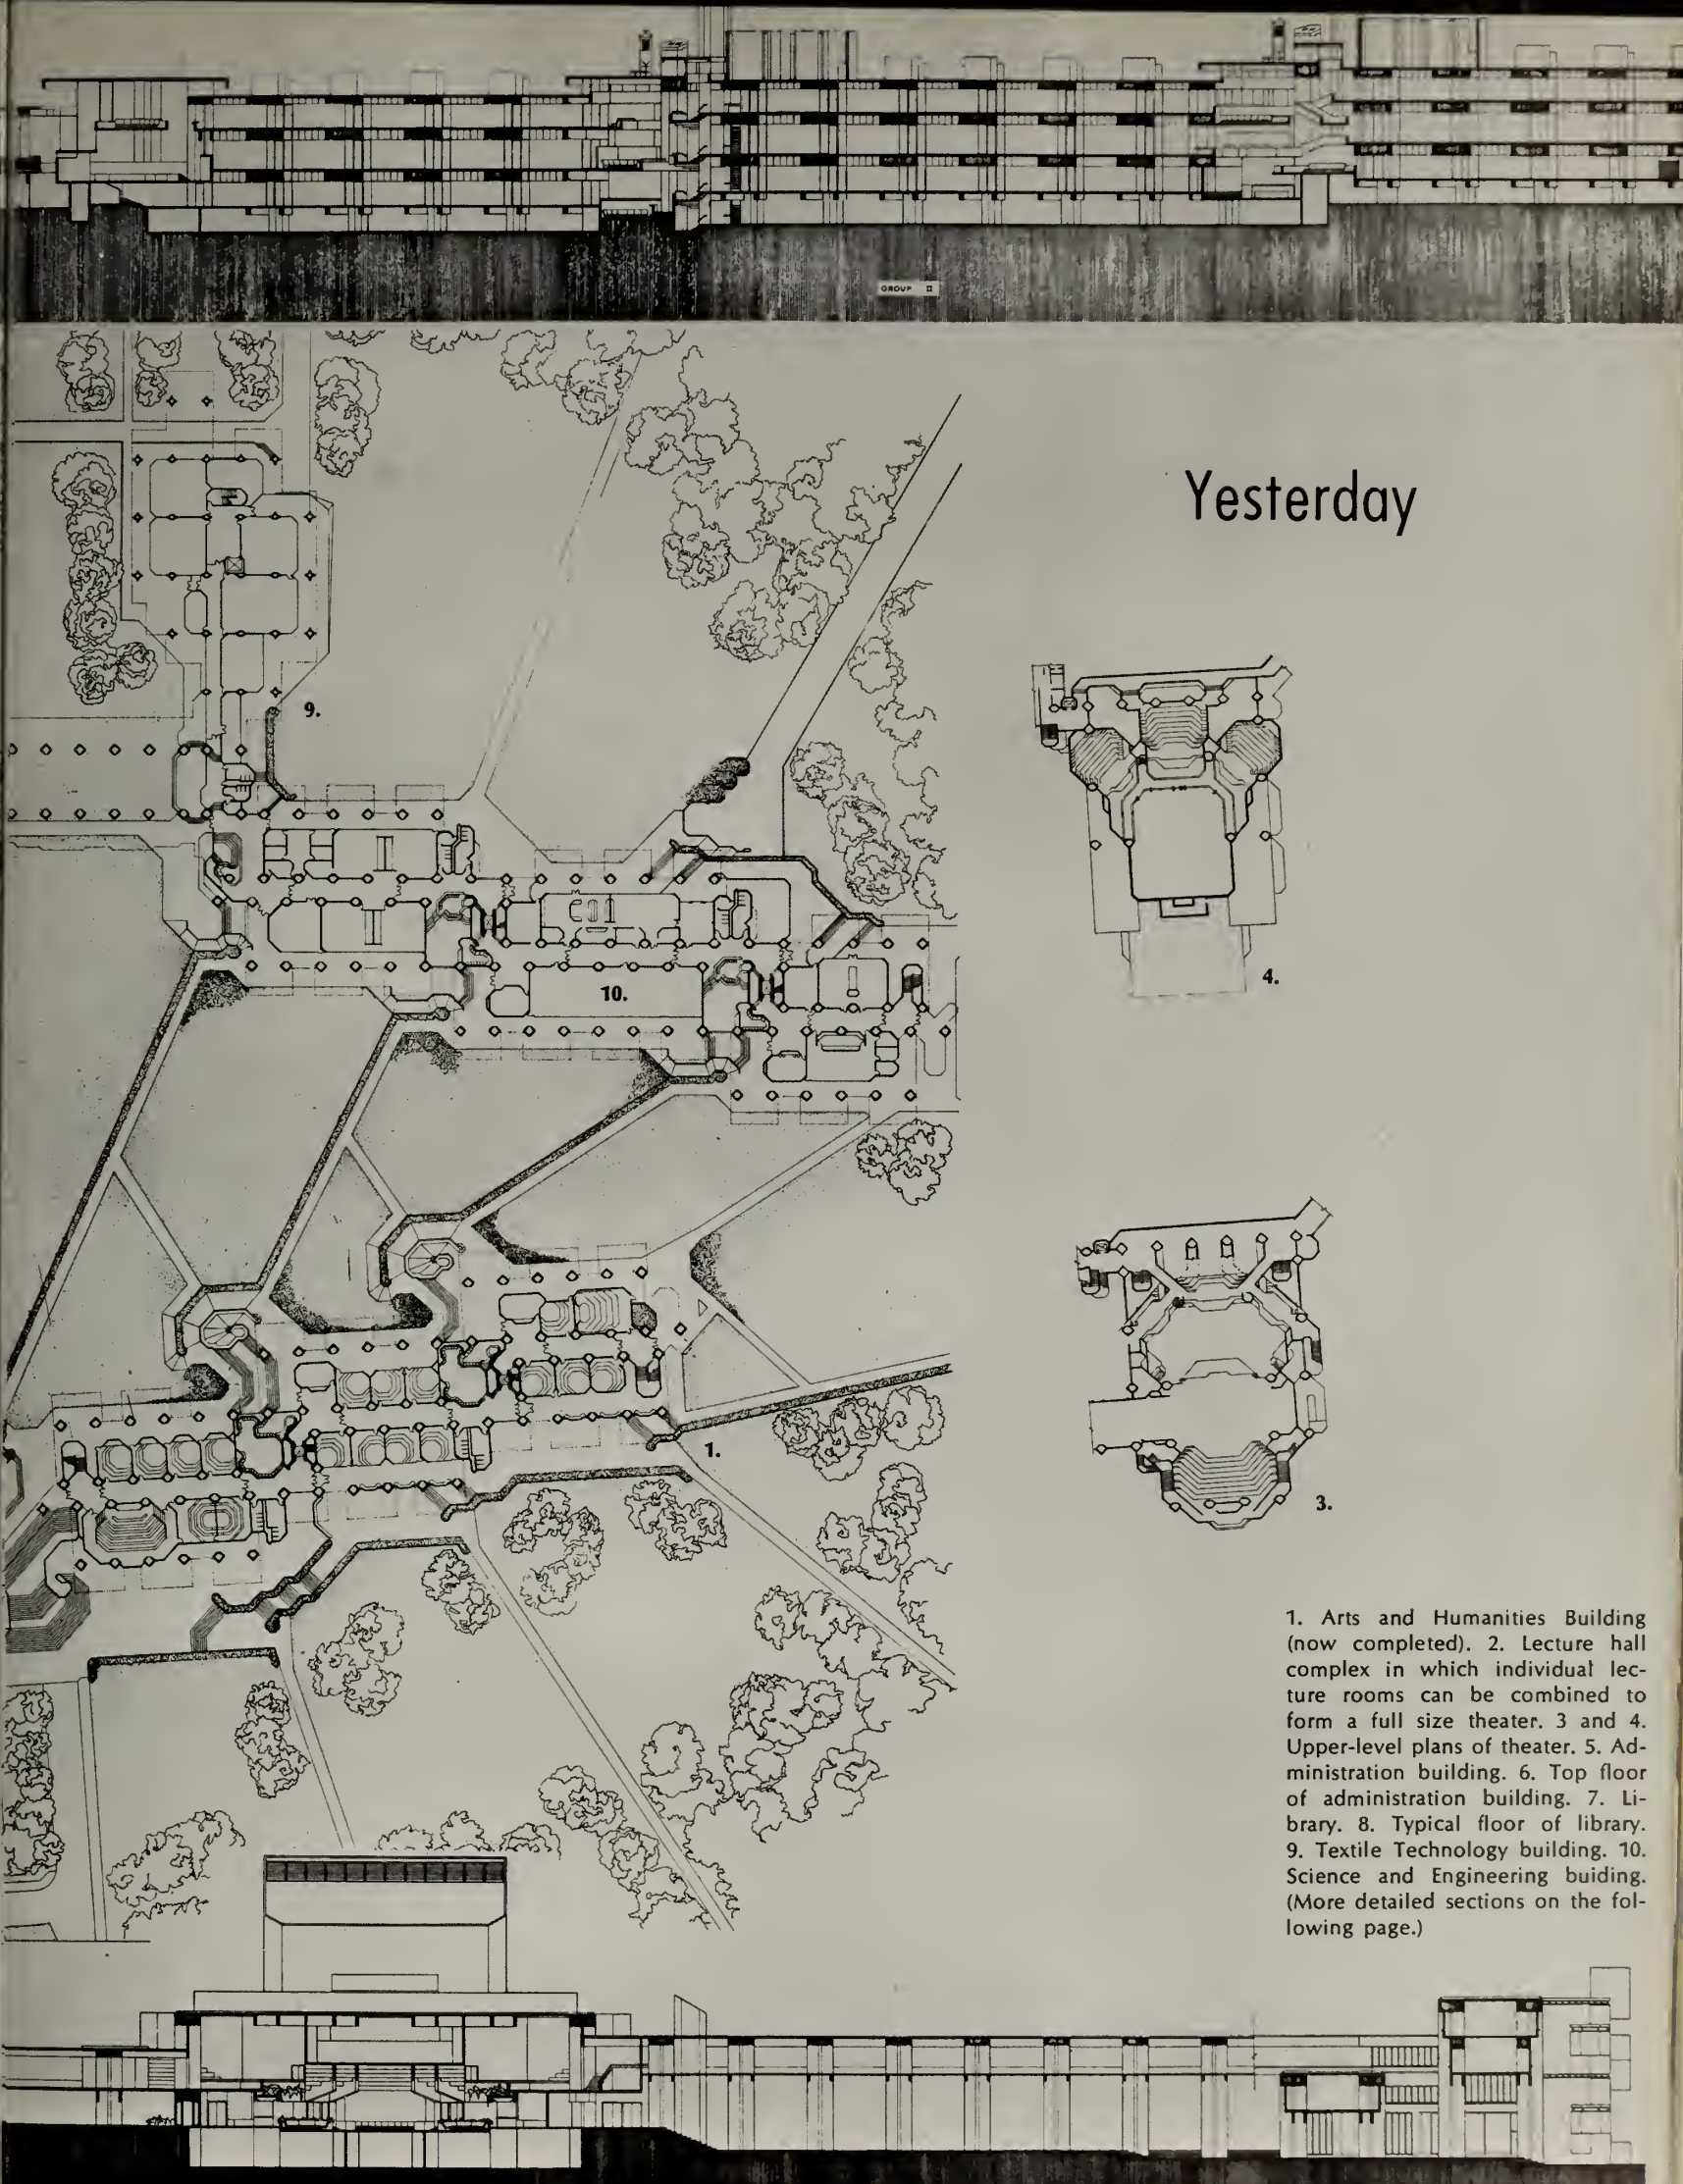 GROUP II
Yesterday
9.
10.
4.
1.
3.
1. Arts and Humanities Building
(now completed). 2. Lecture hall
complex in which individual lec-
ture rooms can be combined to
form a full size theater. 3 and 4.
Upper-level plans of theater. 5. Ad-
ministration building. 6. Top floor
of administration building. 7. Li-
brary. 8. Typical floor of library.
9. Textile Technology building. 10.
Science and Engineering buiding.
(More detailed sections on the fol-
lowing page.)